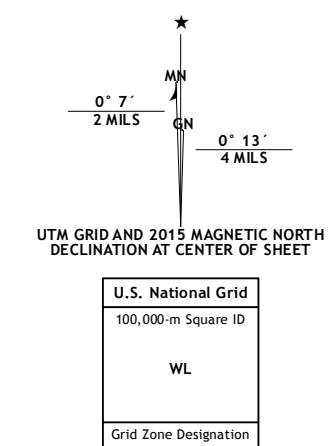 MN
0° 7´
2 MILS
GN
0° 13´
4 MILS
UTM GRID AND 2015 MAGNETIC NORTH
DECLINATION AT CENTER OF SHEET
U.S. National Grid
100,000-m Square ID
WL
Grid Zone Designation